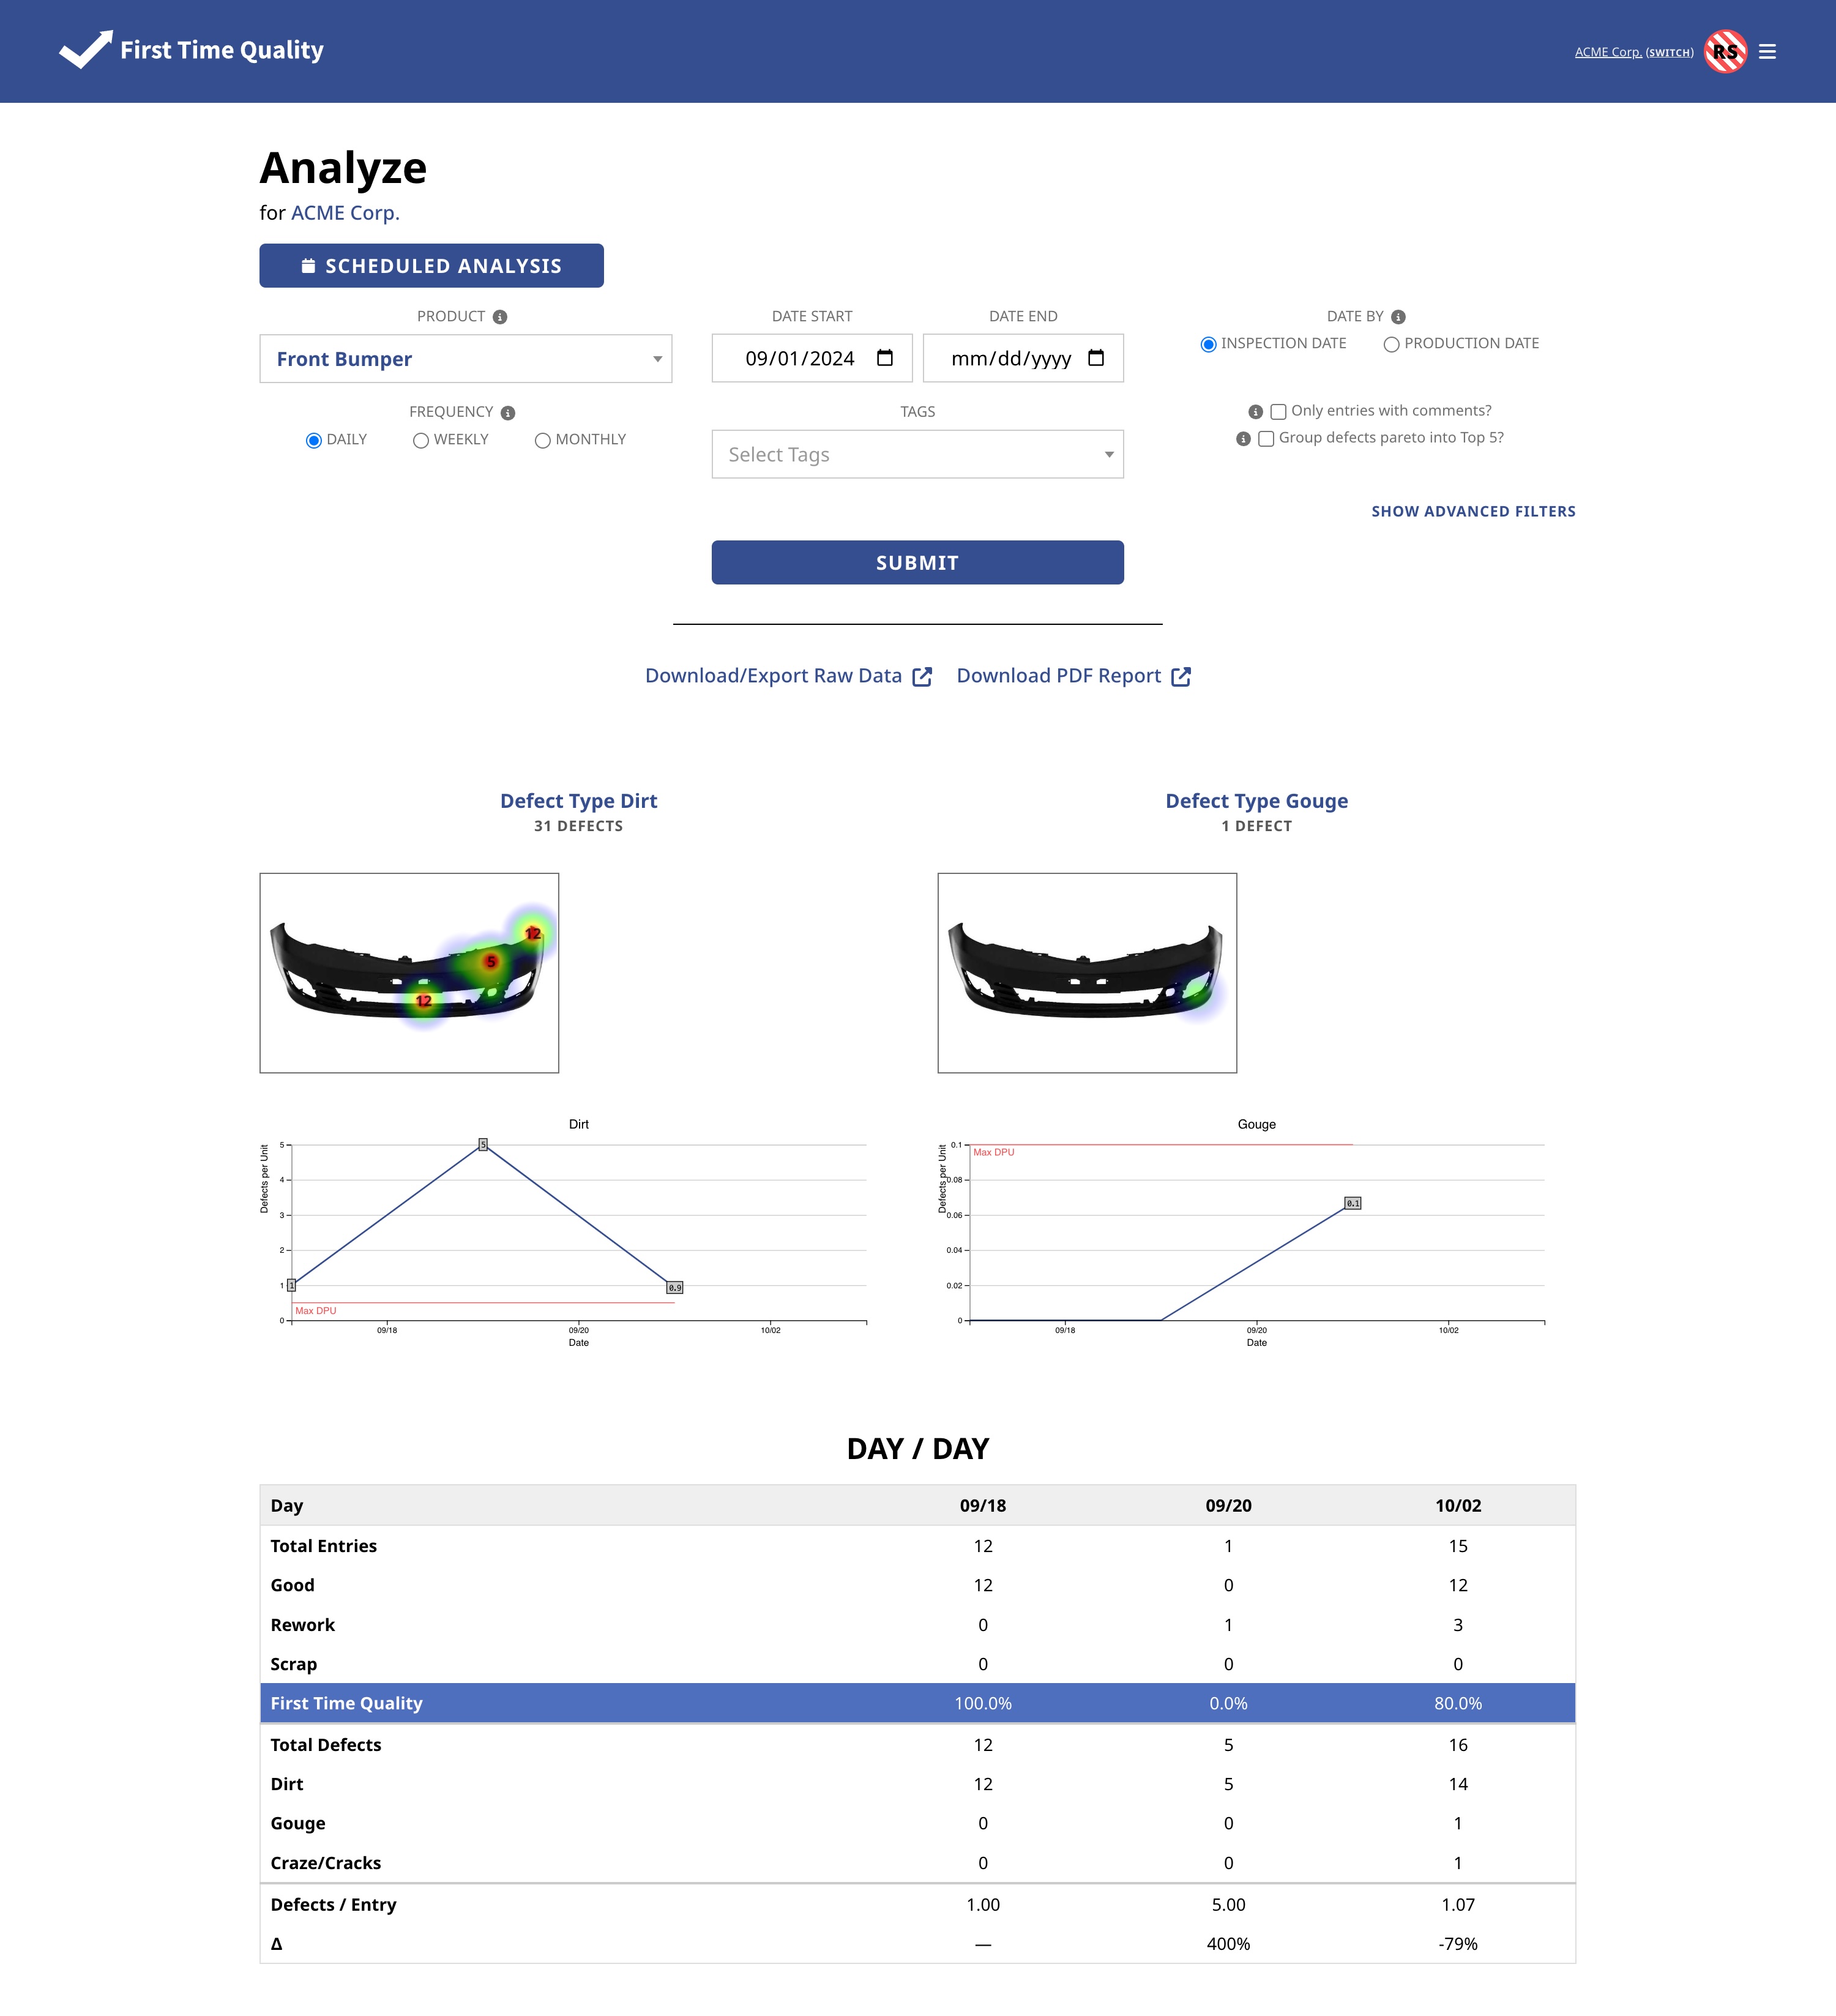 First Time Quality
ACME Corp. (SWITCH) RS
Analyze
for ACME Corp.
SCHEDULED ANALYSIS
PRODUCT
DATE START
DATE END
DATE BY
Front Bumper
09/01/2024
mm/dd/yyyy
INSPECTION DATE
PRODUCTION DATE
FREQUENCY
TAGS
Only entries with comments?
DAILY
WEEKLY
MONTHLY
Select Tags
Group defects pareto into Top 5?
SHOW ADVANCED FILTERS
SUBMIT
Download/Export Raw Data
Download PDF Report
Defect Type Dirt
31 DEFECTS
12
5
12
Dirt
Defects per Unit
5
4
3
2
1
0
5
1
0.9
Max DPU
09/18
09/20
10/02
Date
Defect Type Gouge
1 DEFECT
Gouge
Defects per Unit
0.1
0.08
0.06
0.04
0.02
0
Max DPU
0.1
09/18
09/20
10/02
Date
DAY / DAY
Day 09/18 09/20 10/02
Total Entries 12 1 15
Good 12 0 12
Rework 0 1 3
Scrap 0 0 0
First Time Quality 100.0% 0.0% 80.0%
Total Defects 12 5 16
Dirt 12 5 14
Gouge 0 0 1
Craze/Cracks 0 0 1
Defects / Entry 1.00 5.00 1.07
Δ — 400% -79%